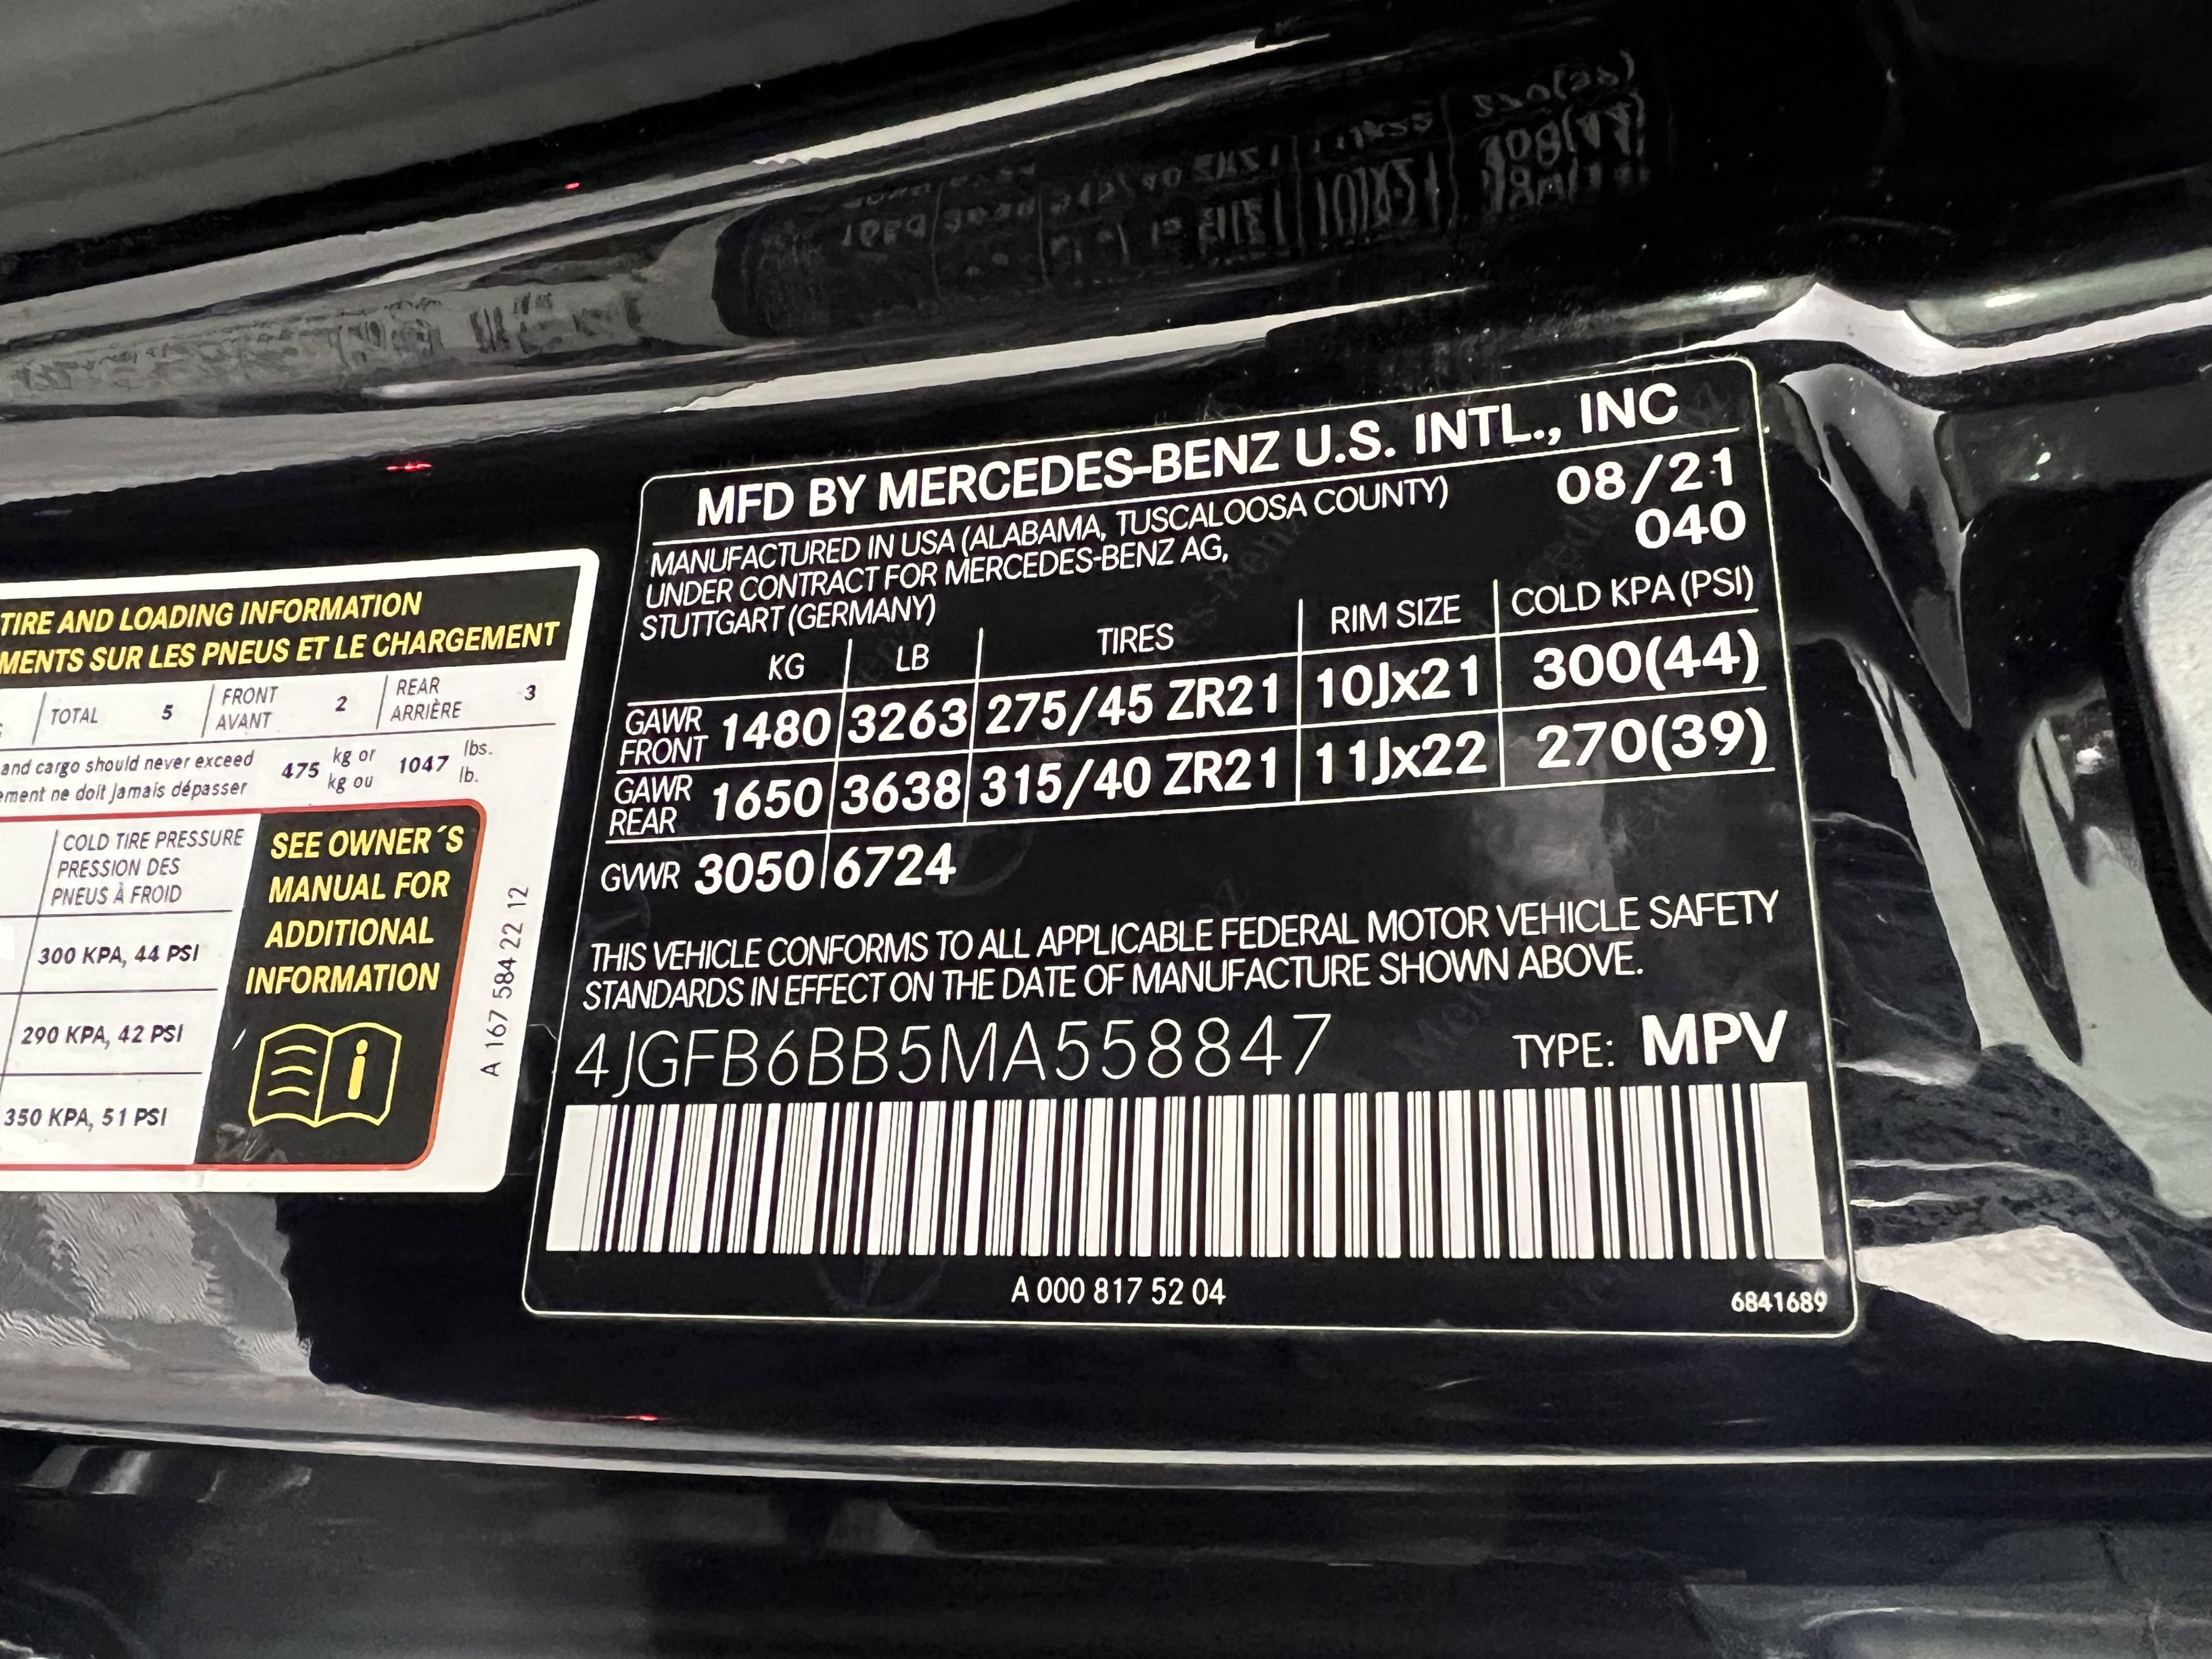 TIRE AND LOADING INFORMATION
MENTS SUR LES PNEUS ET LE CHARGEMENT
TOTAL 5 FRONT AVANT 2 REAR ARRIÈRE 3
and cargo should never exceed 475 kg or 1047 lbs.
ement ne doit jamais dépasser kg ou lb.
COLD TIRE PRESSURE
PRESSION DES
PNEUS À FROID
300 KPA, 44 PSI
290 KPA, 42 PSI
350 KPA, 51 PSI
SEE OWNER´S
MANUAL FOR
ADDITIONAL
INFORMATION
A 167 584 22 12
MFD BY MERCEDES-BENZ U.S. INTL., INC
MANUFACTURED IN USA (ALABAMA, TUSCALOOSA COUNTY) 08/21
UNDER CONTRACT FOR MERCEDES-BENZ AG, 040
STUTTGART (GERMANY)
KG LB TIRES RIM SIZE COLD KPA (PSI)
GAWR FRONT 1480 3263 275/45 ZR21 10Jx21 300(44)
GAWR REAR 1650 3638 315/40 ZR21 11Jx22 270(39)
GVWR 3050 6724
THIS VEHICLE CONFORMS TO ALL APPLICABLE FEDERAL MOTOR VEHICLE SAFETY
STANDARDS IN EFFECT ON THE DATE OF MANUFACTURE SHOWN ABOVE.
4JGFB6BB5MA558847 TYPE: MPV
A 000 817 52 04
6841689